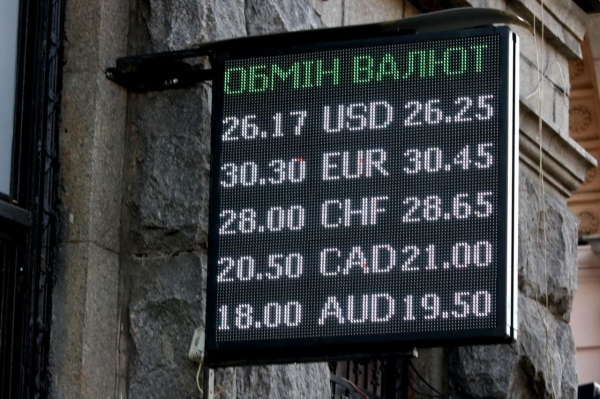 ОБМІН ВАЛЮТ
26.17 USD 26.25
30.30 EUR 30.45
28.00 CHF 28.65
20.50 CAD 21.00
18.00 AUD 19.50